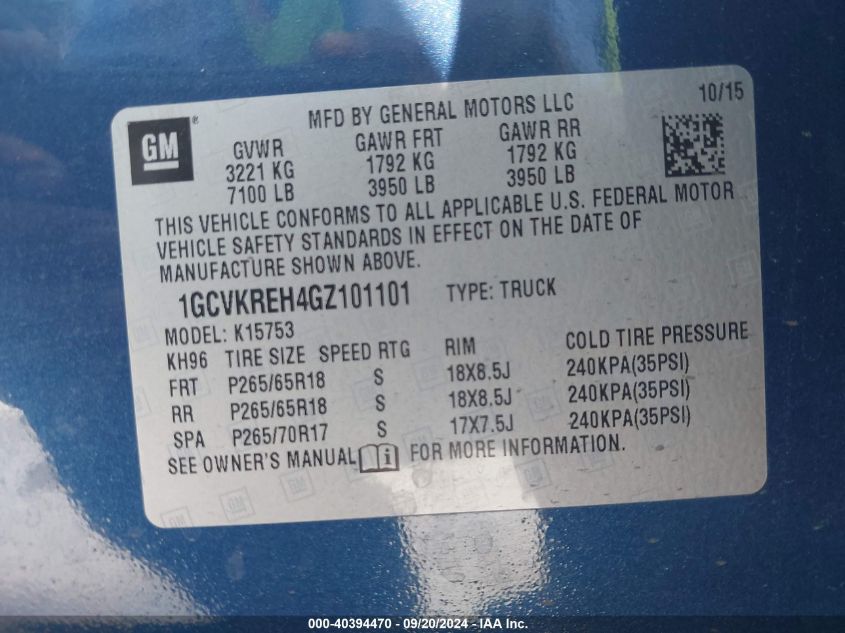 MFD BY GENERAL MOTORS LLC 10/15
GM®
GVWR GAWR FRT GAWR RR
3221 KG 1792 KG 1792 KG
7100 LB 3950 LB 3950 LB
THIS VEHICLE CONFORMS TO ALL APPLICABLE U.S. FEDERAL MOTOR
VEHICLE SAFETY STANDARDS IN EFFECT ON THE DATE OF
MANUFACTURE SHOWN ABOVE.
1GCVKREH4GZ101101 TYPE: TRUCK
MODEL: K15753
KH96 TIRE SIZE SPEED RTG RIM COLD TIRE PRESSURE
FRT P265/65R18 S 18X8.5J 240KPA(35PSI)
RR P265/65R18 S 18X8.5J 240KPA(35PSI)
SPA P265/70R17 S 17X7.5J 240KPA(35PSI)
SEE OWNER'S MANUAL FOR MORE INFORMATION.
000-40394470 - 09/20/2024 - IAA Inc.